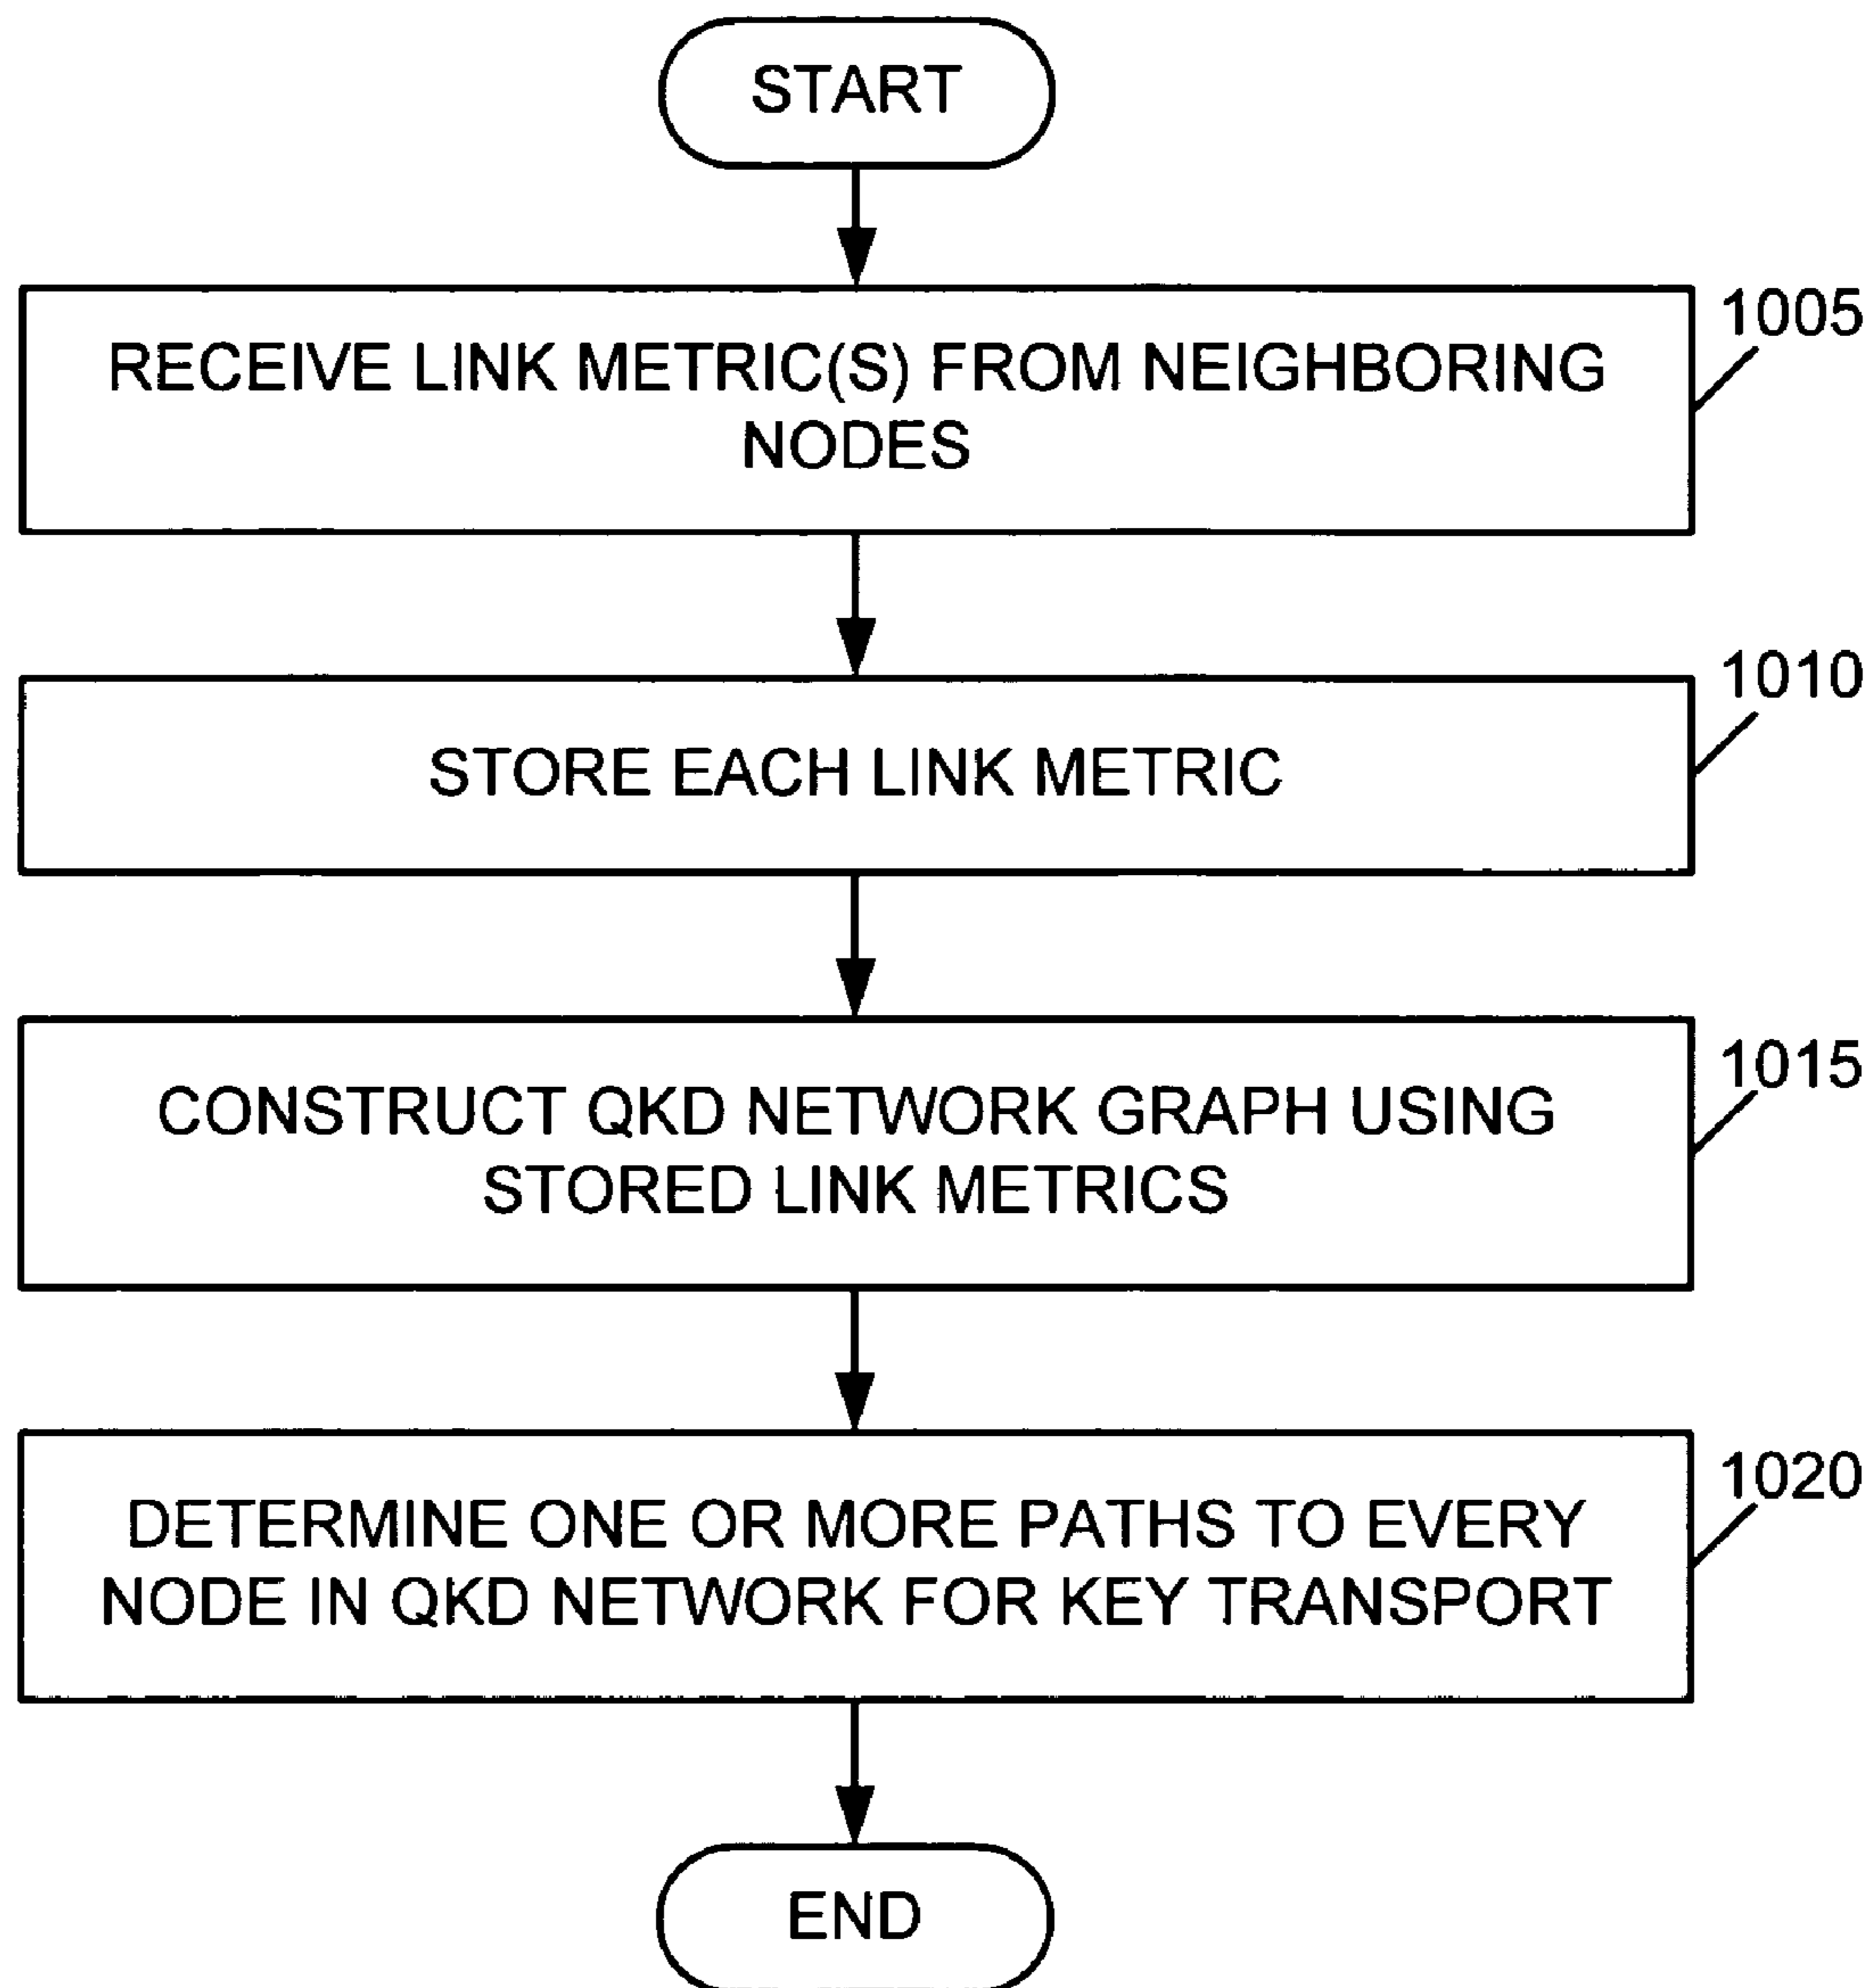 START
1005
RECEIVE LINK METRIC(S) FROM NEIGHBORING
NODES
1010
STORE EACH LINK METRIC
1015
CONSTRUCT QKD NETWORK GRAPH USING
STORED LINK METRICS
1020
DETERMINE ONE OR MORE PATHS TO EVERY
NODE IN QKD NETWORK FOR KEY TRANSPORT
END